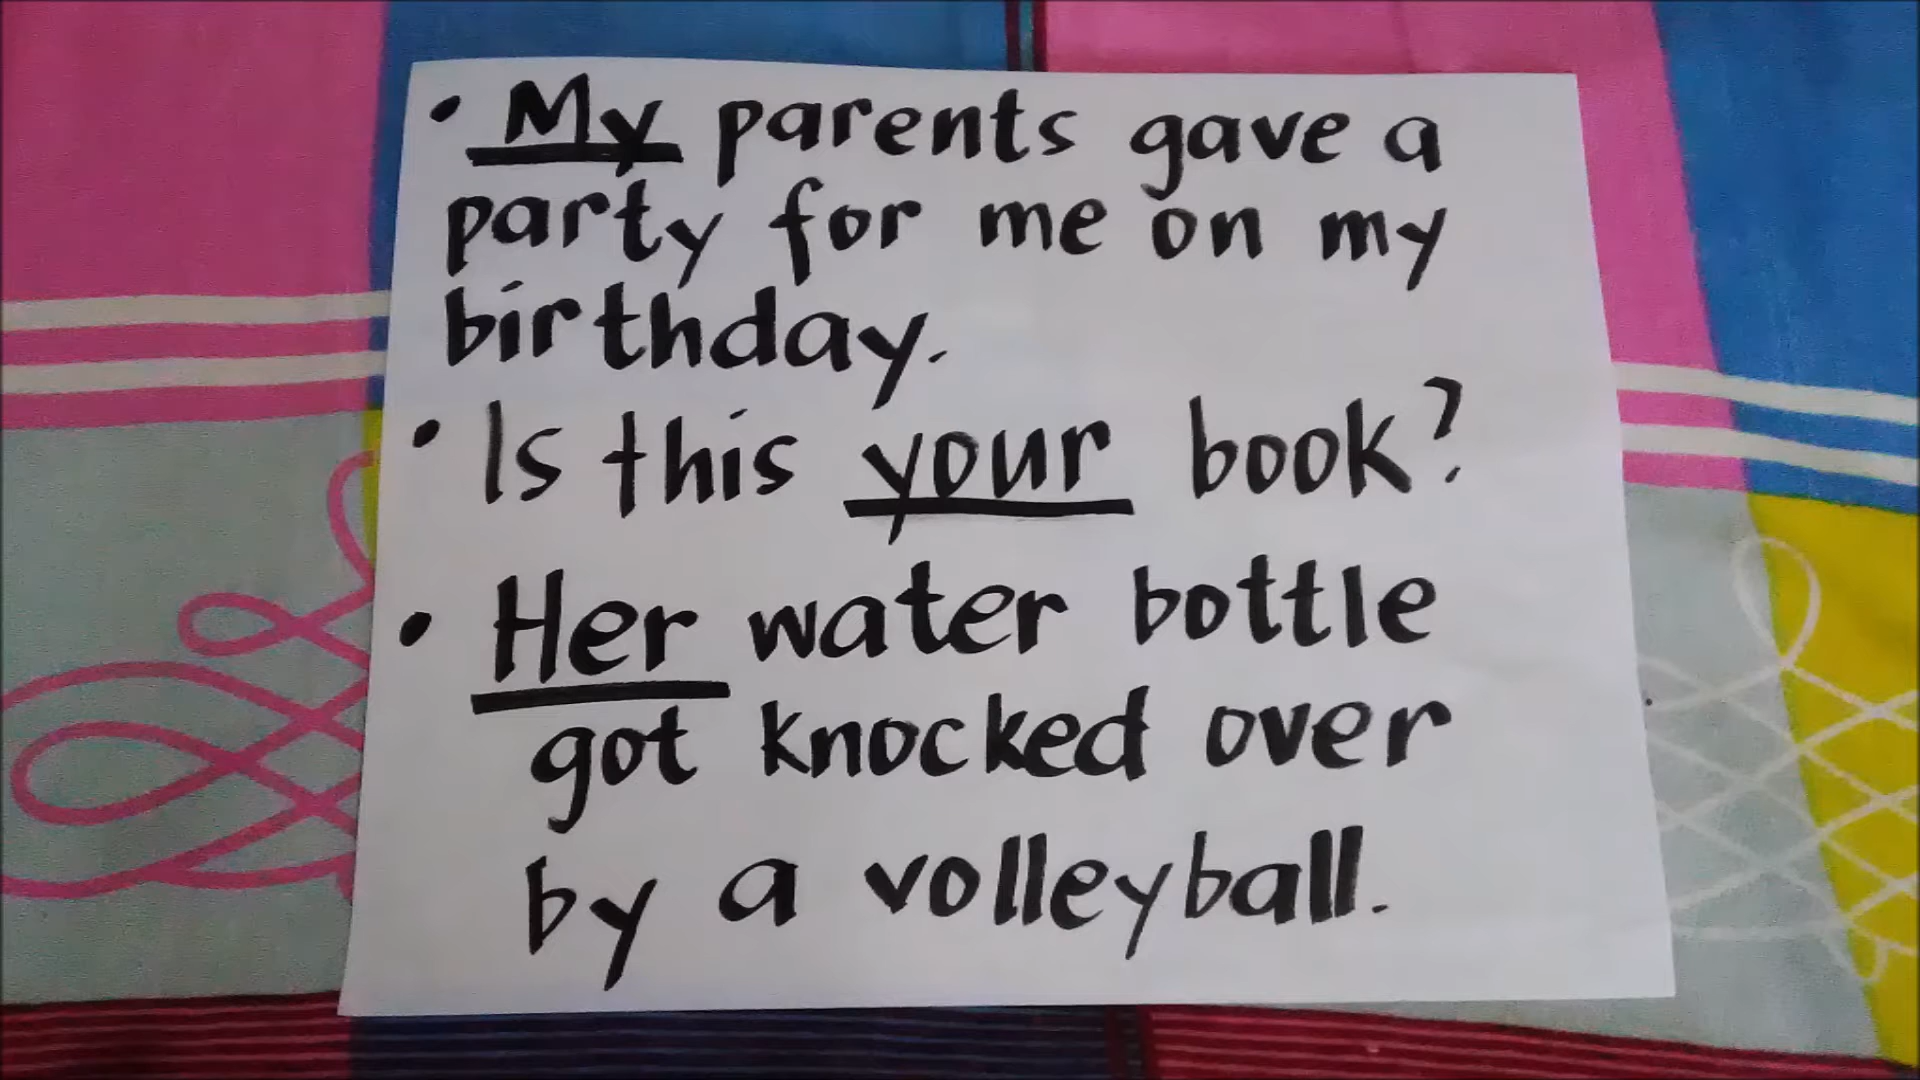 • My parents gave a
party for me on my
birthday.
• Is this your book?
• Her water bottle
got knocked over
by a volleyball.